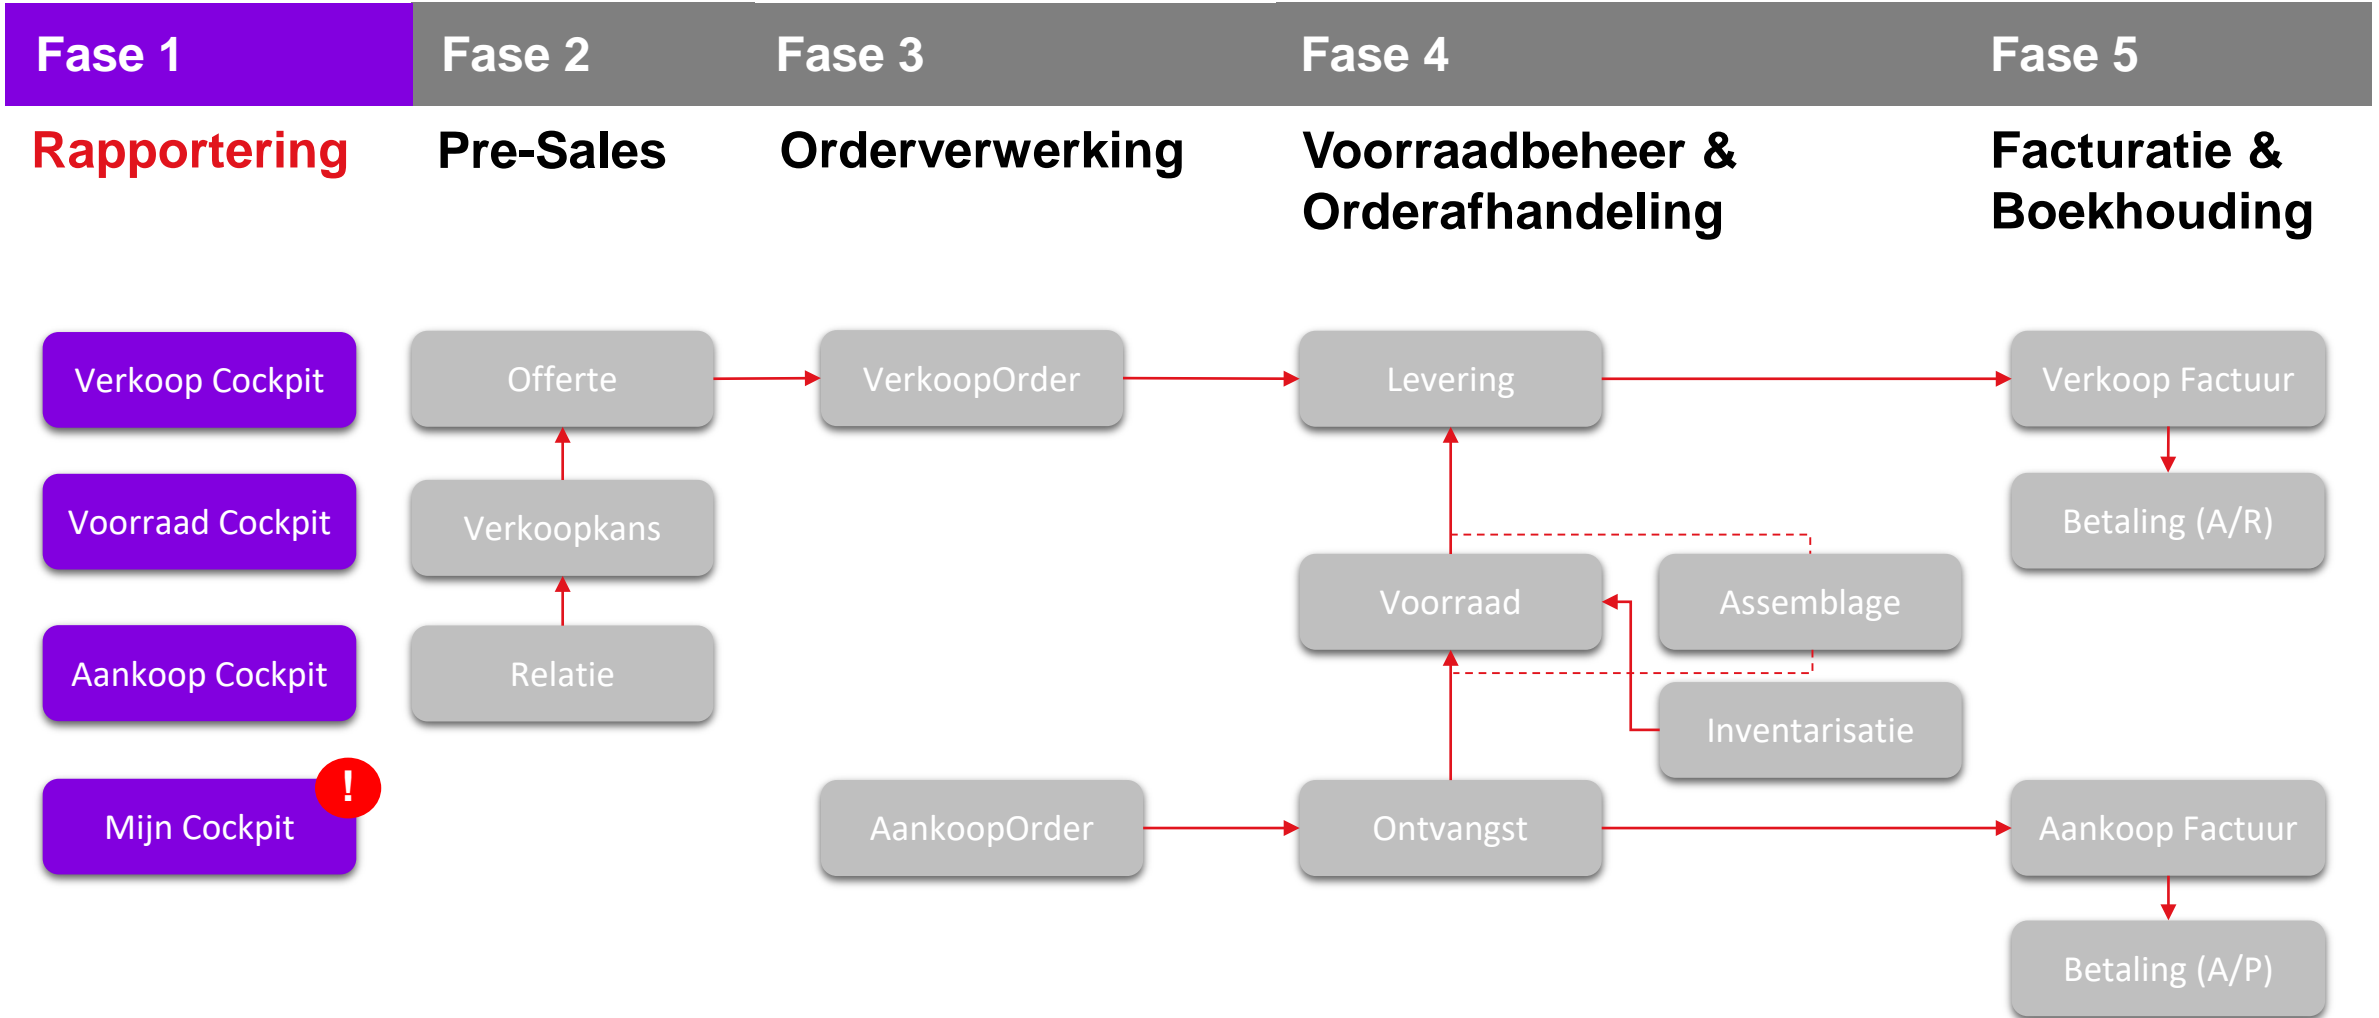 Fase 1
Fase 2
Fase 3
Fase 4
Fase 5
Rapportering
Pre-Sales
Orderverwerking
Voorraadbeheer &
Orderafhandeling
Facturatie &
Boekhouding
Verkoop Cockpit
Offerte
VerkoopOrder
Levering
Verkoop Factuur
Voorraad Cockpit
Verkoopkans
Betaling (A/R)
Voorraad
Assemblage
Aankoop Cockpit
Relatie
Inventarisatie
!
Mijn Cockpit
AankoopOrder
Ontvangst
Aankoop Factuur
Betaling (A/P)